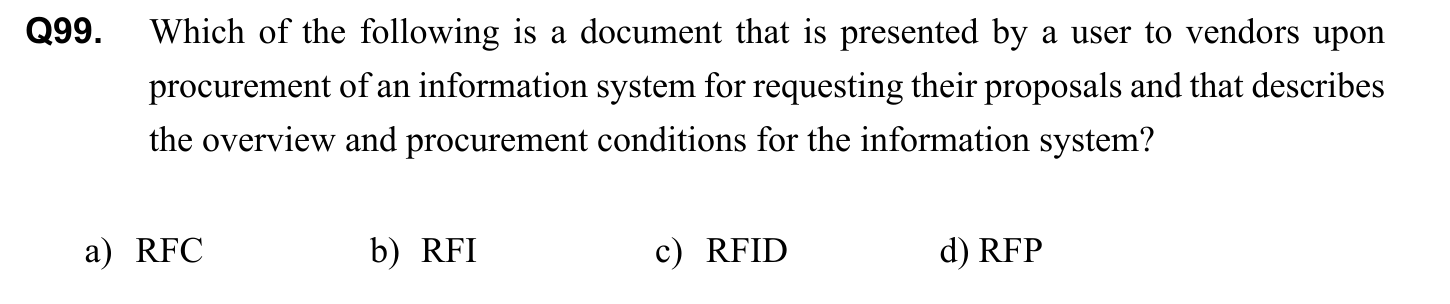 Q99. Which of the following is a document that is presented by a user to vendors upon
procurement of an information system for requesting their proposals and that describes
the overview and procurement conditions for the information system?
a) RFC b) RFI c) RFID d) RFP